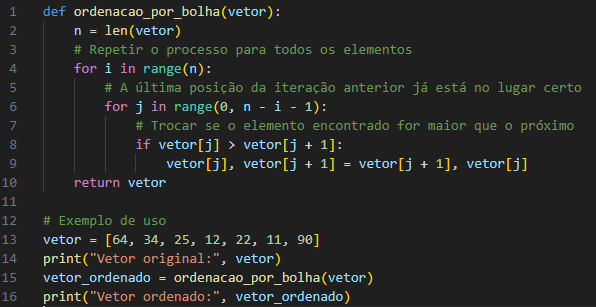 1 def ordenacao_por_bolha(vetor):
2     n = len(vetor)
3     # Repetir o processo para todos os elementos
4     for i in range(n):
5         # A última posição da iteração anterior já está no lugar certo
6         for j in range(0, n - i - 1):
7             # Trocar se o elemento encontrado for maior que o próximo
8             if vetor[j] > vetor[j + 1]:
9                 vetor[j], vetor[j + 1] = vetor[j + 1], vetor[j]
10     return vetor
11
12 # Exemplo de uso
13 vetor = [64, 34, 25, 12, 22, 11, 90]
14 print("Vetor original:", vetor)
15 vetor_ordenado = ordenacao_por_bolha(vetor)
16 print("Vetor ordenado:", vetor_ordenado)